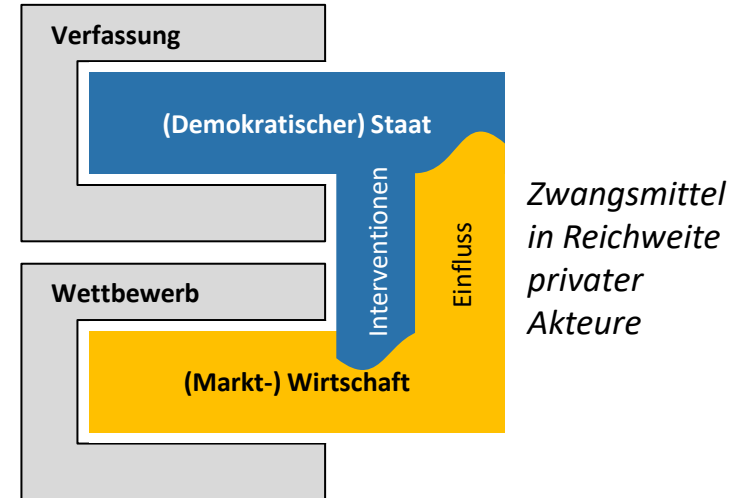 Verfassung
(Demokratischer) Staat
Interventionen
Einfluss
Zwangsmittel
in Reichweite
privater
Akteure
Wettbewerb
(Markt-) Wirtschaft